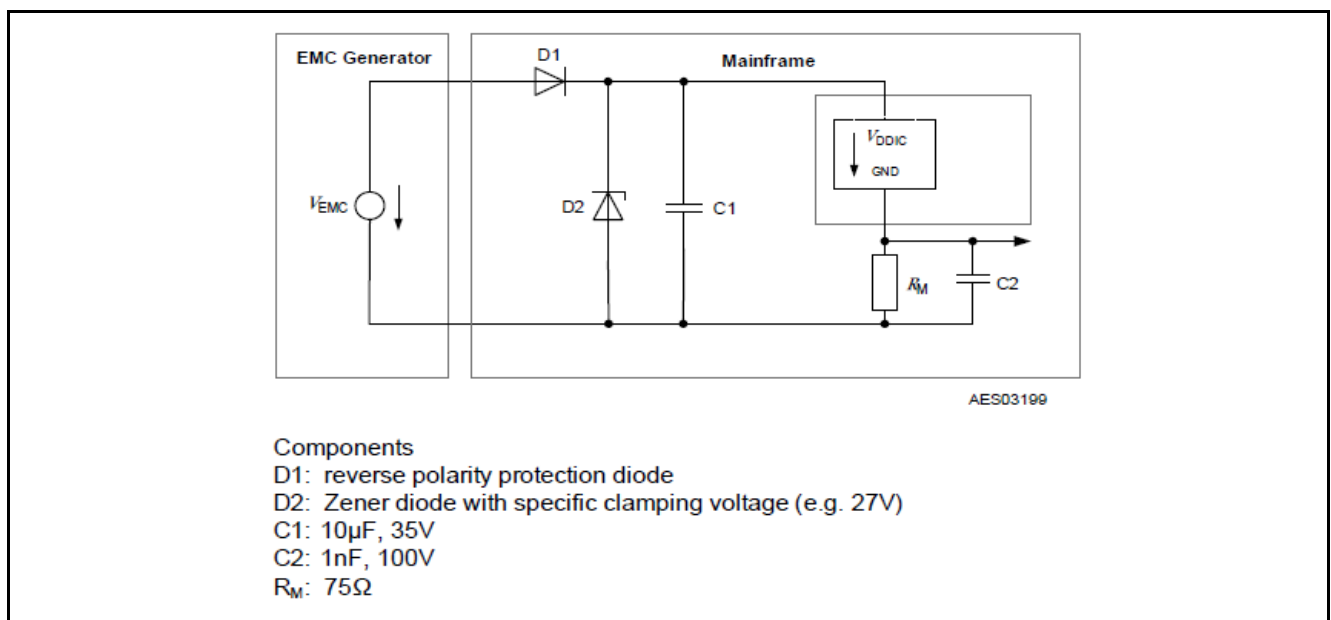 EMC Generator
D1
Mainframe
VDDIC
GND
VEMC
D2
C1
RM
C2
AES03199
Components
D1: reverse polarity protection diode
D2: Zener diode with specific clamping voltage (e.g. 27V)
C1: 10µF, 35V
C2: 1nF, 100V
RM: 75Ω